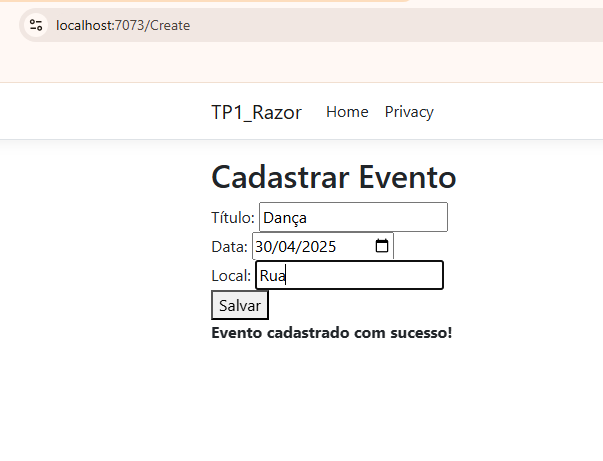 localhost:7073/Create
TP1_Razor Home Privacy
Cadastrar Evento
Título: Dança
Data: 30/04/2025
Local: Rua
Salvar
Evento cadastrado com sucesso!